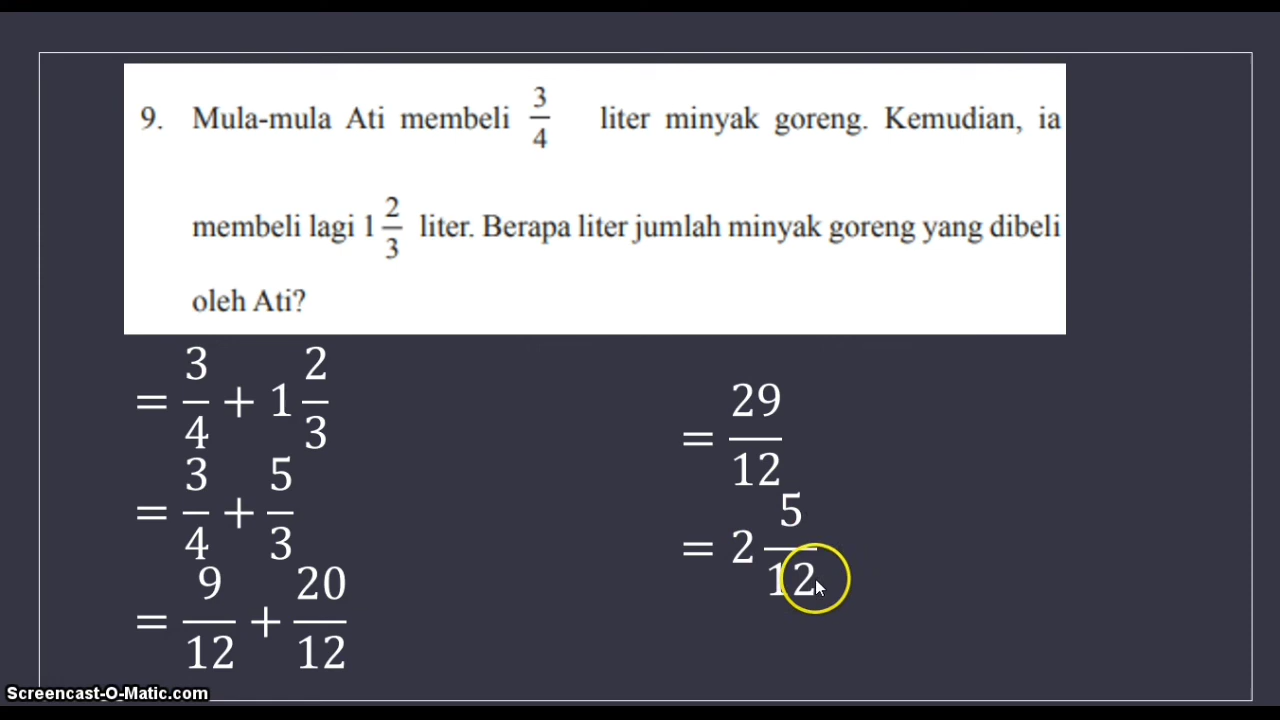 9. Mula-mula Ati membeli 3/4 liter minyak goreng. Kemudian, ia
membeli lagi 1 2/3 liter. Berapa liter jumlah minyak goreng yang dibeli
oleh Ati?
= 3/4 + 1 2/3
= 3/4 + 5/3
= 9/12 + 20/12
= 29/12
= 2 5/12
Screencast-O-Matic.com